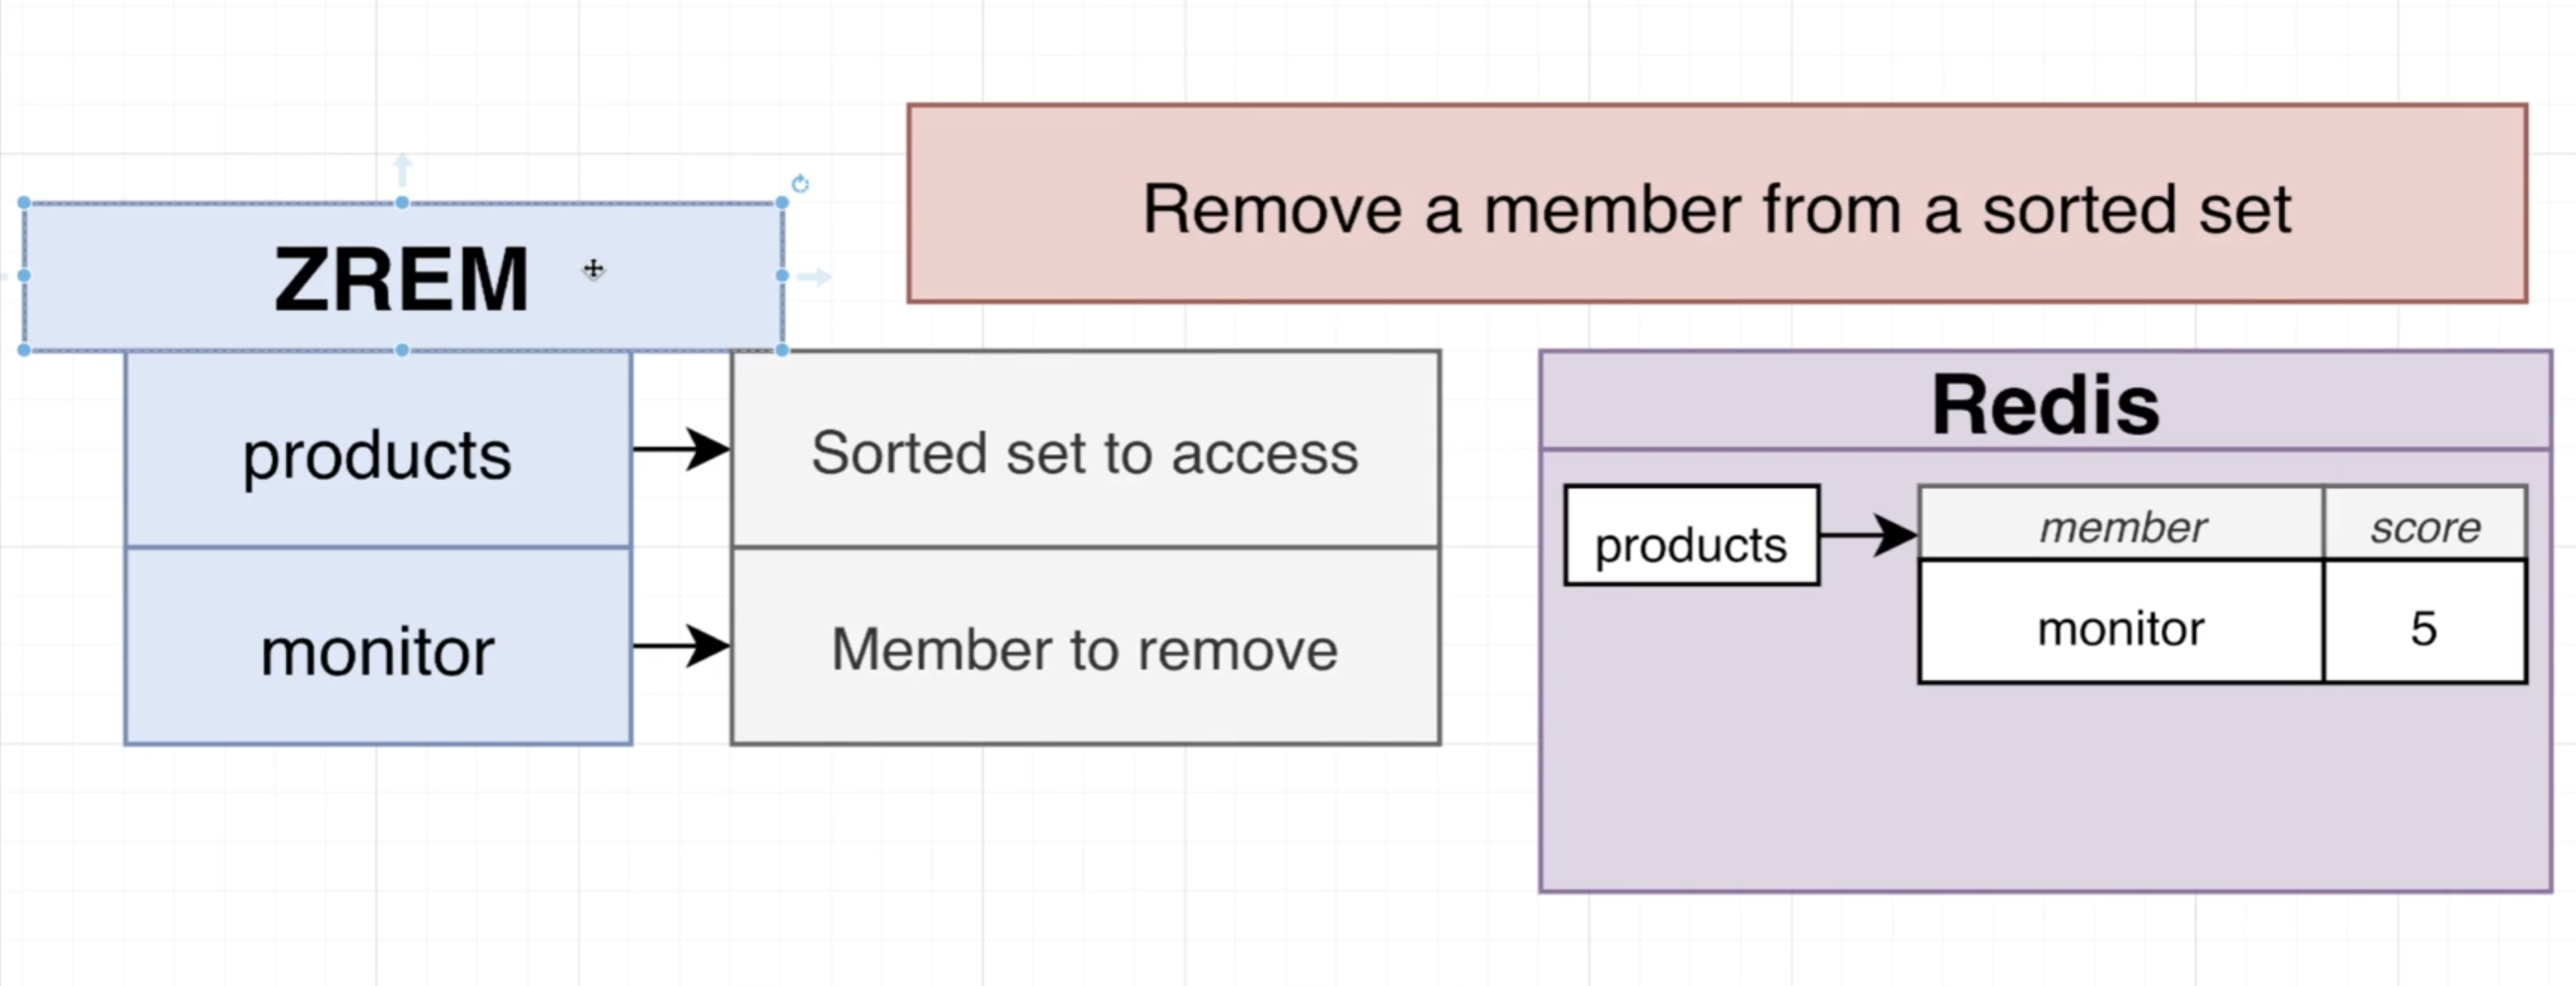 Remove a member from a sorted set
ZREM
products
Sorted set to access
monitor
Member to remove
Redis
products
member
score
monitor
5